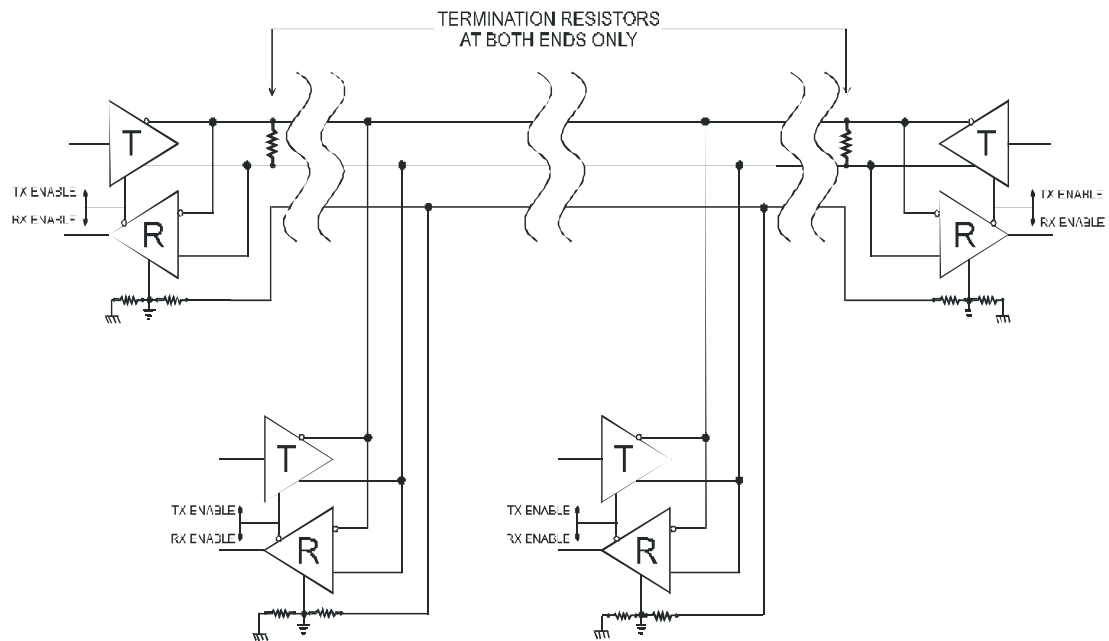 TERMINATION RESISTORS
AT BOTH ENDS ONLY
T
T
TX ENABLE
RX ENABLE
R
R
TX ENABLE
RX ENABLE
T
T
TX ENABLE
RX ENABLE
R
TX ENABLE
RX ENABLE
R